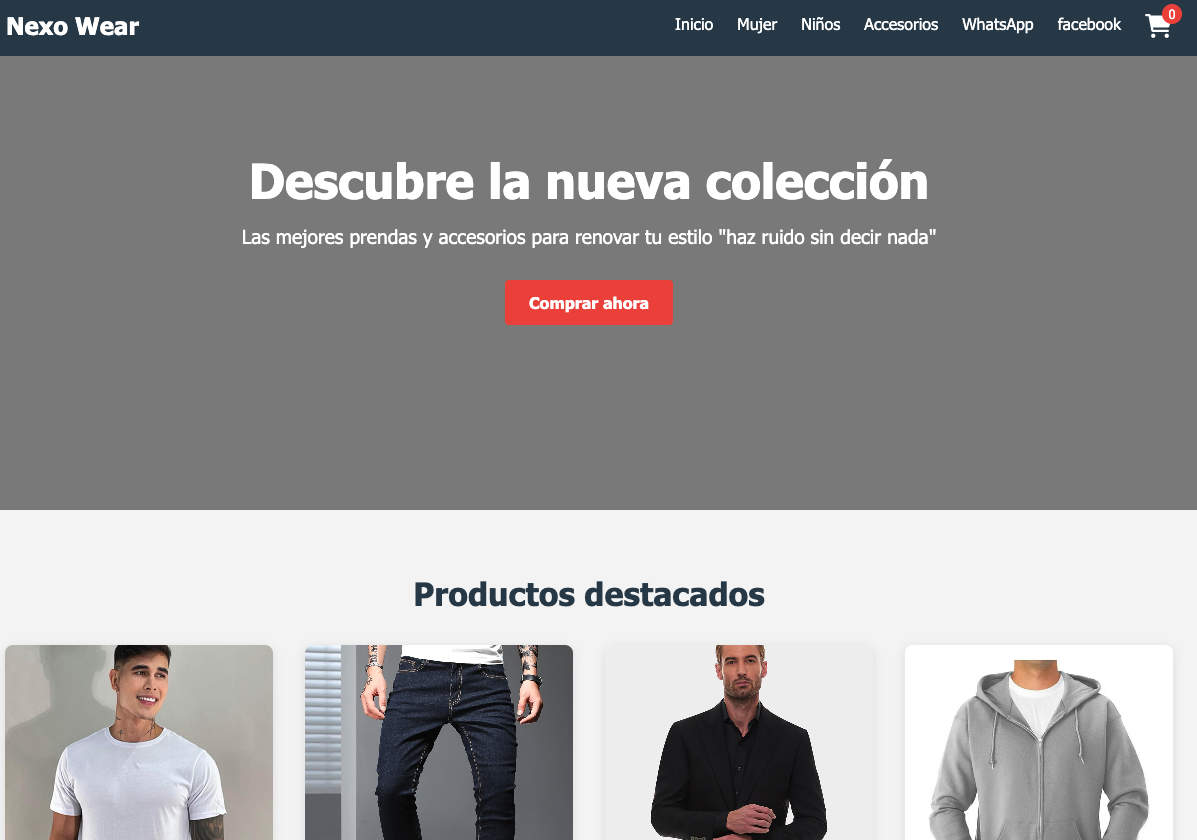 Nexo Wear
Inicio Mujer Niños Accesorios WhatsApp facebook 0
Descubre la nueva colección
Las mejores prendas y accesorios para renovar tu estilo "haz ruido sin decir nada"
Comprar ahora
Productos destacados